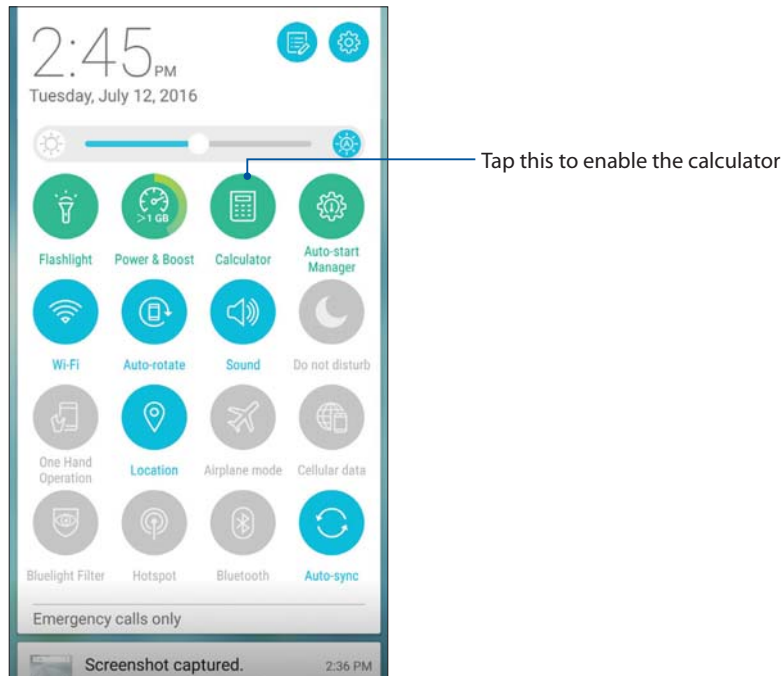 2:45 PM
Tuesday, July 12, 2016
A
Tap this to enable the calculator
>1 GB
Flashlight Power & Boost Calculator Auto-start
Manager
Wi-Fi Auto-rotate Sound Do not disturb
One Hand
Operation Location Airplane mode Cellular data
Bluelight Filter Hotspot Bluetooth Auto-sync
Emergency calls only
Screenshot captured. 2:36 PM